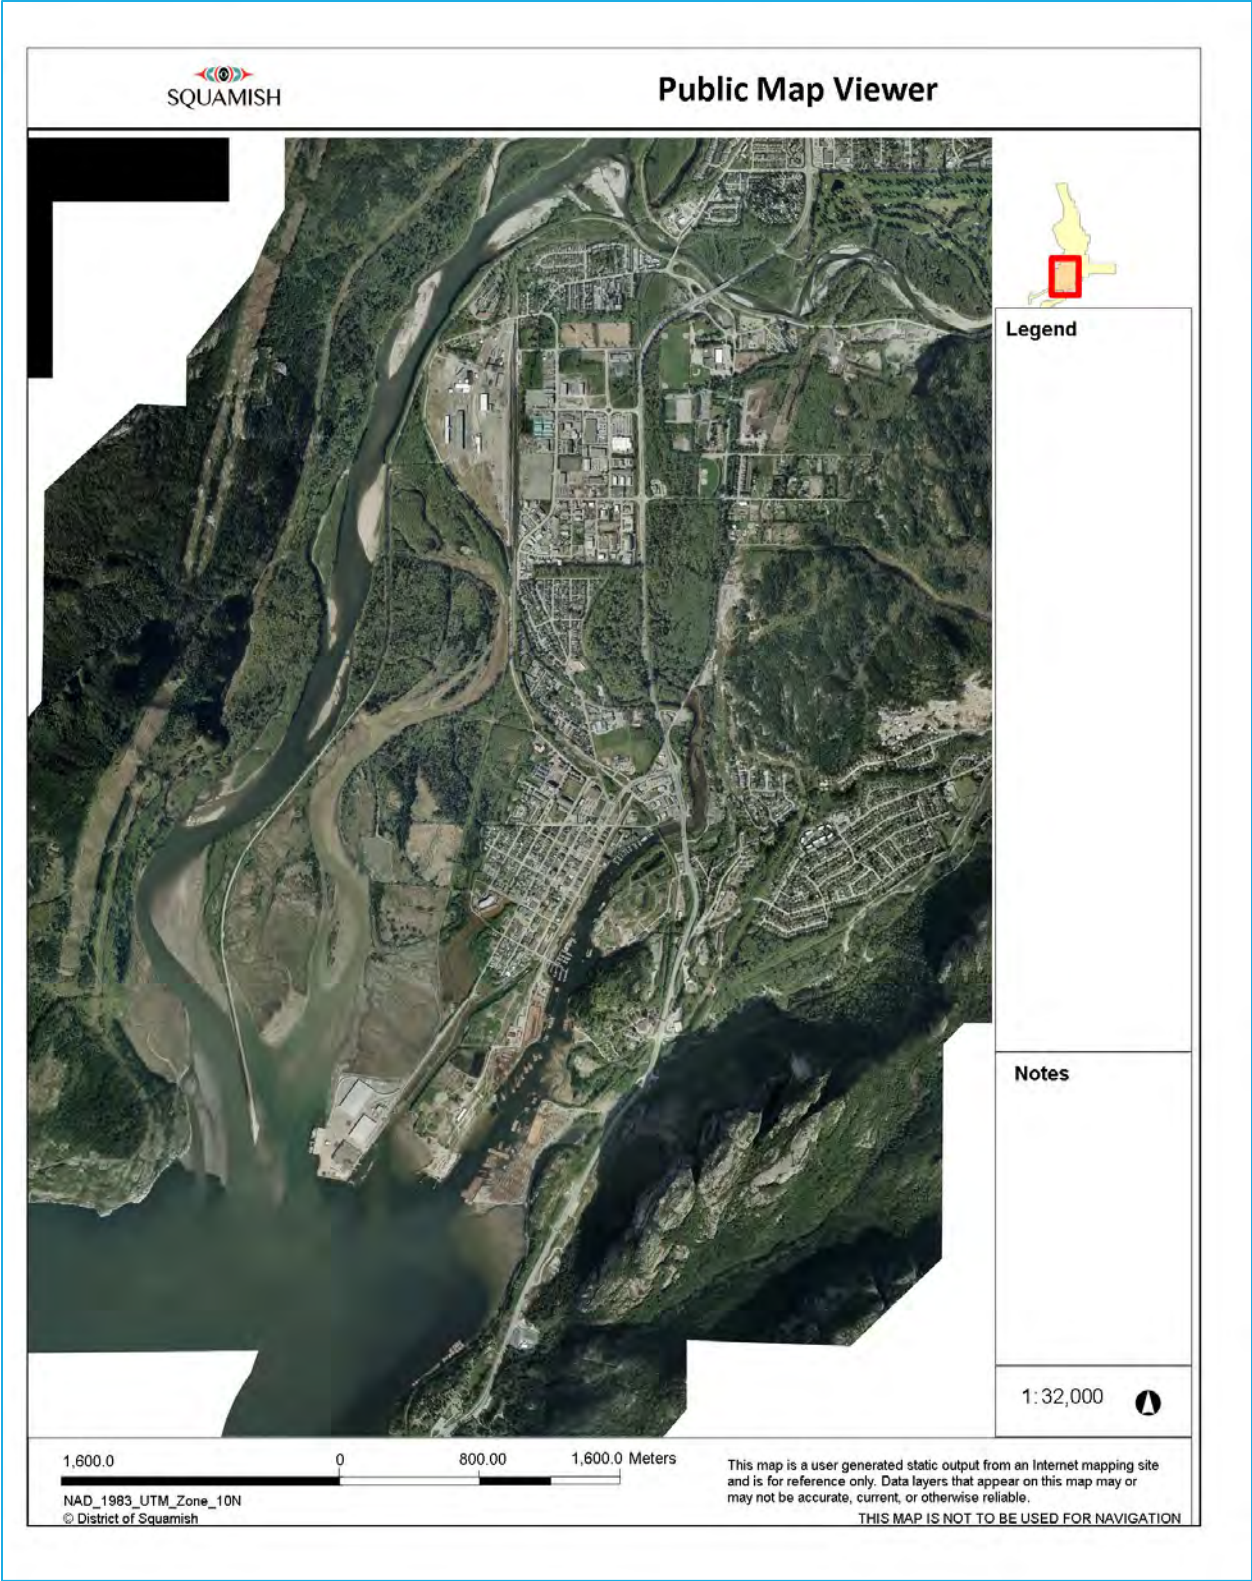 SQUAMISH
Public Map Viewer
Legend
Notes
1:32,000
1,600.0 0 800.00 1,600.0 Meters
NAD_1983_UTM_Zone_10N
© District of Squamish
This map is a user generated static output from an Internet mapping site
and is for reference only. Data layers that appear on this map may or
may not be accurate, current, or otherwise reliable.
THIS MAP IS NOT TO BE USED FOR NAVIGATION